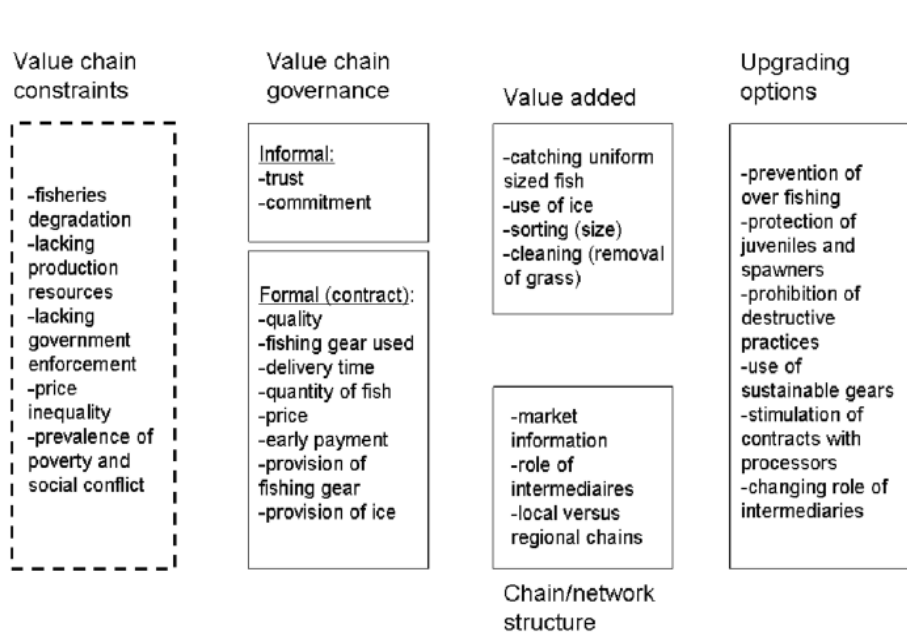 Value chain
constraints
-fisheries
degradation
-lacking
production
resources
-lacking
government
enforcement
-price
inequality
-prevalence of
poverty and
social conflict
Value chain
governance
Informal:
-trust
-commitment
Formal (contract):
-quality
-fishing gear used
-delivery time
-quantity of fish
-price
-early payment
-provision of
fishing gear
-provision of ice
Value added
-catching uniform
sized fish
-use of ice
-sorting (size)
-cleaning (removal
of grass)
-market
information
-role of
intermediaires
-local versus
regional chains
Chain/network
structure
Upgrading
options
-prevention of
over fishing
-protection of
juveniles and
spawners
-prohibition of
destructive
practices
-use of
sustainable gears
-stimulation of
contracts with
processors
-changing role of
intermediaries